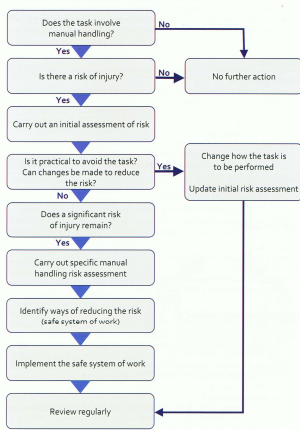 Does the task involve
manual handling?
No
Yes
Is there a risk of injury?
No
No further action
Yes
Carry out an initial assessment of risk
Is it practical to avoid the task?
Can changes be made to reduce
the risk?
Yes
Change how the task is
to be performed
Update initial risk assessment
No
Does a significant risk
of injury remain?
Yes
Carry out specific manual
handling risk assessment
Identify ways of reducing the risk
(safe system of work)
Implement the safe system of work
Review regularly